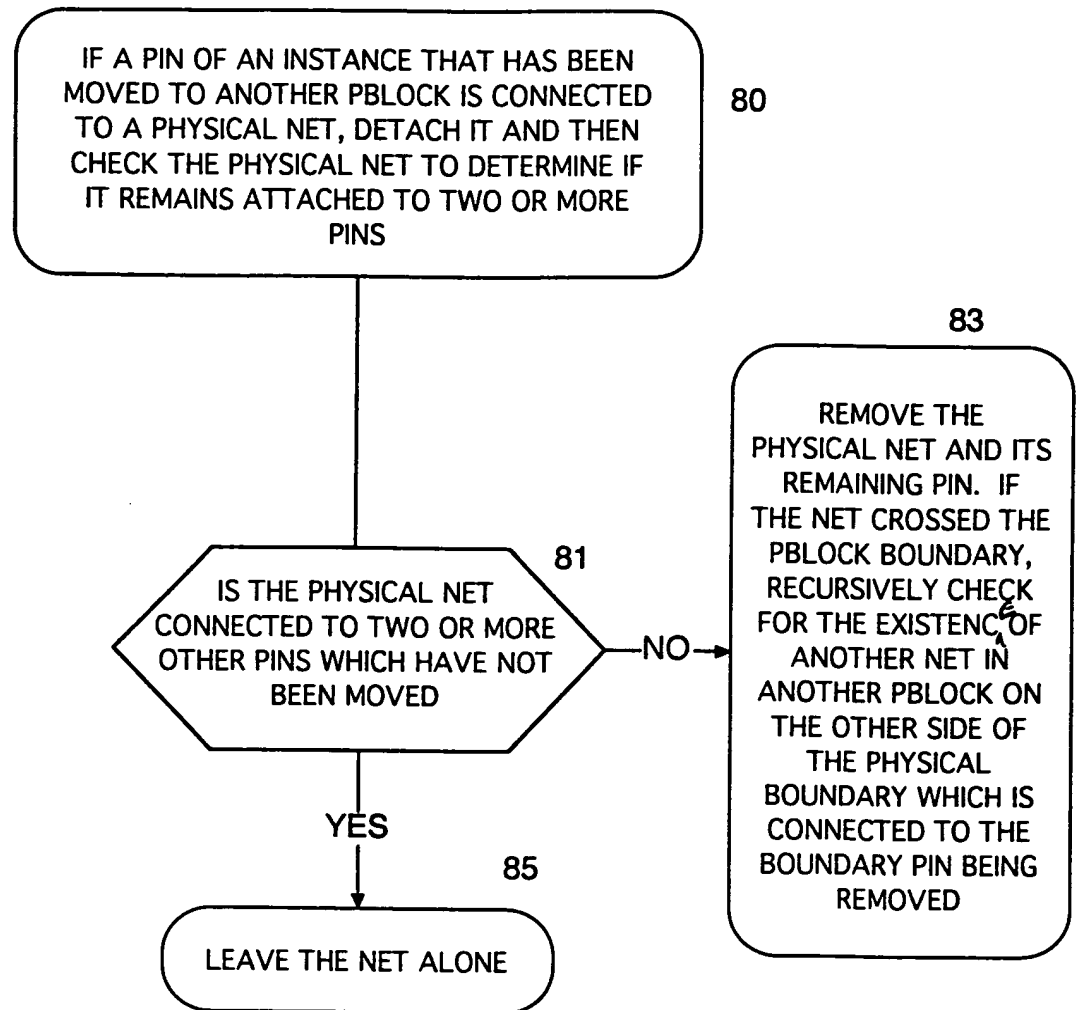 IF A PIN OF AN INSTANCE THAT HAS BEEN
MOVED TO ANOTHER PBLOCK IS CONNECTED
TO A PHYSICAL NET, DETACH IT AND THEN
CHECK THE PHYSICAL NET TO DETERMINE IF
IT REMAINS ATTACHED TO TWO OR MORE
PINS
80
83
REMOVE THE
PHYSICAL NET AND ITS
REMAINING PIN. IF
THE NET CROSSED THE
PBLOCK BOUNDARY,
RECURSIVELY CHECK
FOR THE EXISTENCE OF
ANOTHER NET IN
ANOTHER PBLOCK ON
THE OTHER SIDE OF
THE PHYSICAL
BOUNDARY WHICH IS
CONNECTED TO THE
BOUNDARY PIN BEING
REMOVED
81
IS THE PHYSICAL NET
CONNECTED TO TWO OR MORE
OTHER PINS WHICH HAVE NOT
BEEN MOVED
NO
YES
85
LEAVE THE NET ALONE